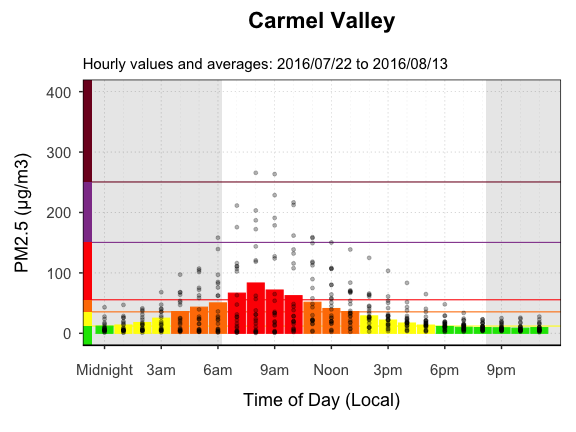 Carmel Valley
Hourly values and averages: 2016/07/22 to 2016/08/13
PM2.5 (µg/m3)
400
300
200
100
0
Midnight 3am 6am 9am Noon 3pm 6pm 9pm
Time of Day (Local)